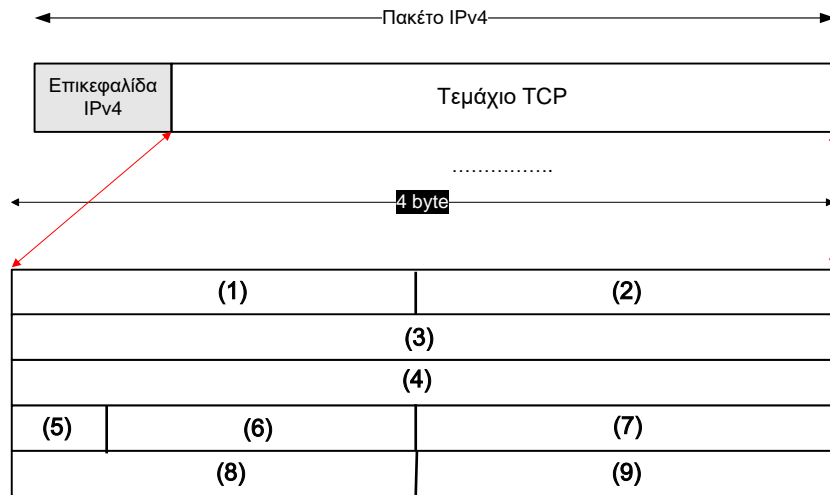 Πακέτο IPv4
Επικεφαλίδα
IPv4
Τεμάχιο TCP
................
4 byte
(1)
(2)
(3)
(4)
(5)
(6)
(7)
(8)
(9)